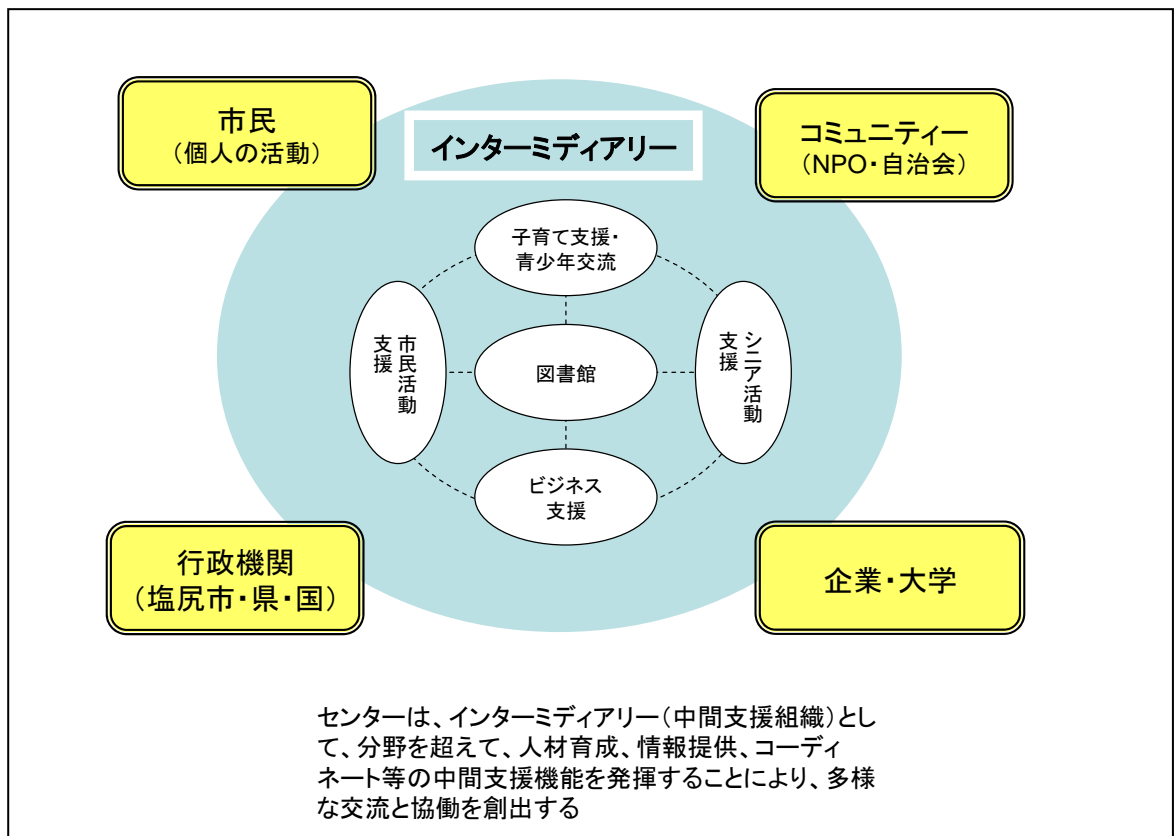 市民
（個人の活動）
インターミディアリー
コミュニティー
（NPO・自治会）
子育て支援・
青少年交流
市民活動
支援
図書館
シニア活動
支援
ビジネス
支援
行政機関
（塩尻市・県・国）
企業・大学
センターは、インターミディアリー（中間支援組織）とし
て、分野を超えて、人材育成、情報提供、コーディ
ネート等の中間支援機能を発揮することにより、多様
な交流と協働を創出する